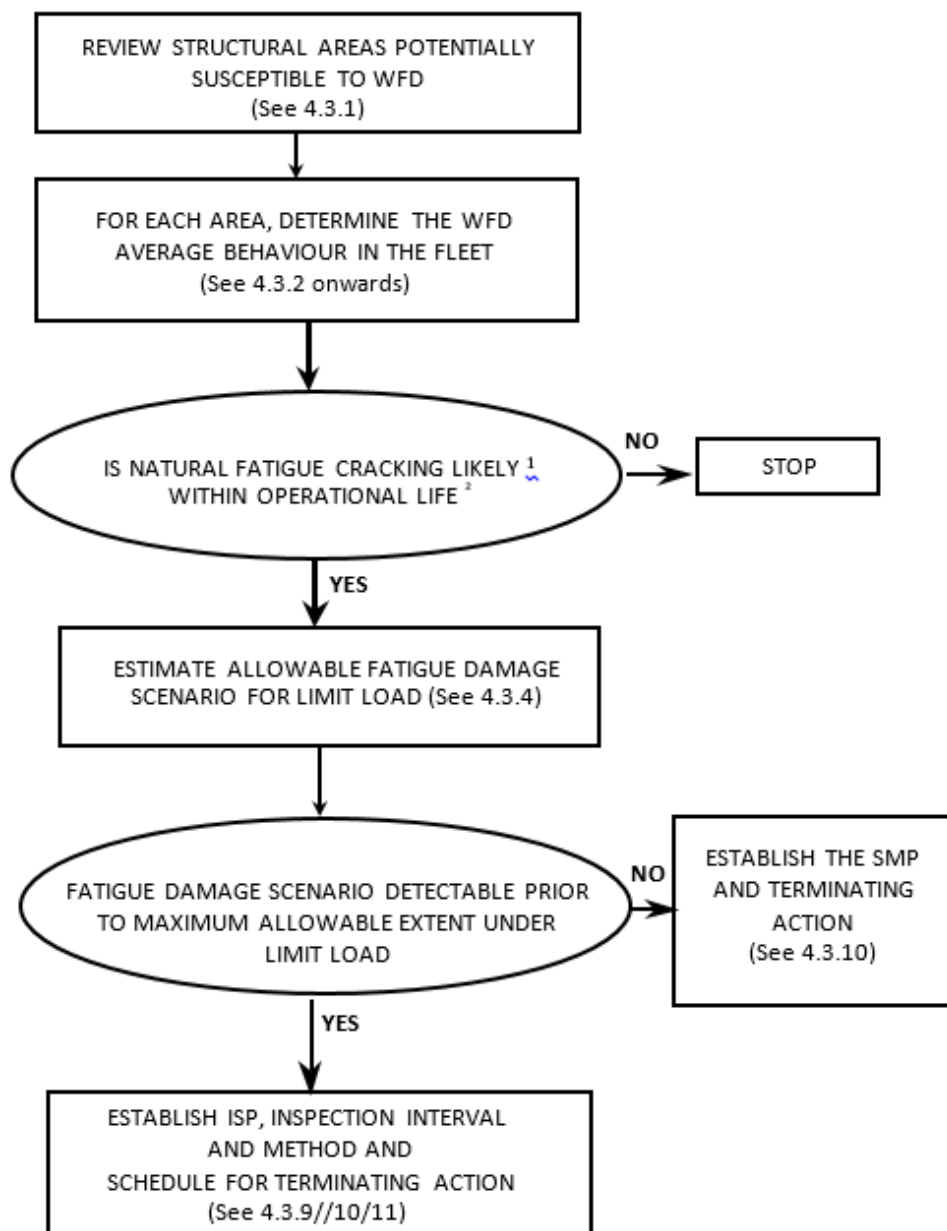 REVIEW STRUCTURAL AREAS POTENTIALLY
SUSCEPTIBLE TO WFD
(See 4.3.1)
FOR EACH AREA, DETERMINE THE WFD
AVERAGE BEHAVIOUR IN THE FLEET
(See 4.3.2 onwards)
IS NATURAL FATIGUE CRACKING LIKELY ¹
WITHIN OPERATIONAL LIFE ²
NO
STOP
YES
ESTIMATE ALLOWABLE FATIGUE DAMAGE
SCENARIO FOR LIMIT LOAD (See 4.3.4)
FATIGUE DAMAGE SCENARIO DETECTABLE PRIOR
TO MAXIMUM ALLOWABLE EXTENT UNDER
LIMIT LOAD
NO
ESTABLISH THE SMP
AND TERMINATING
ACTION
(See 4.3.10)
YES
ESTABLISH ISP, INSPECTION INTERVAL
AND METHOD AND
SCHEDULE FOR TERMINATING ACTION
(See 4.3.9//10/11)